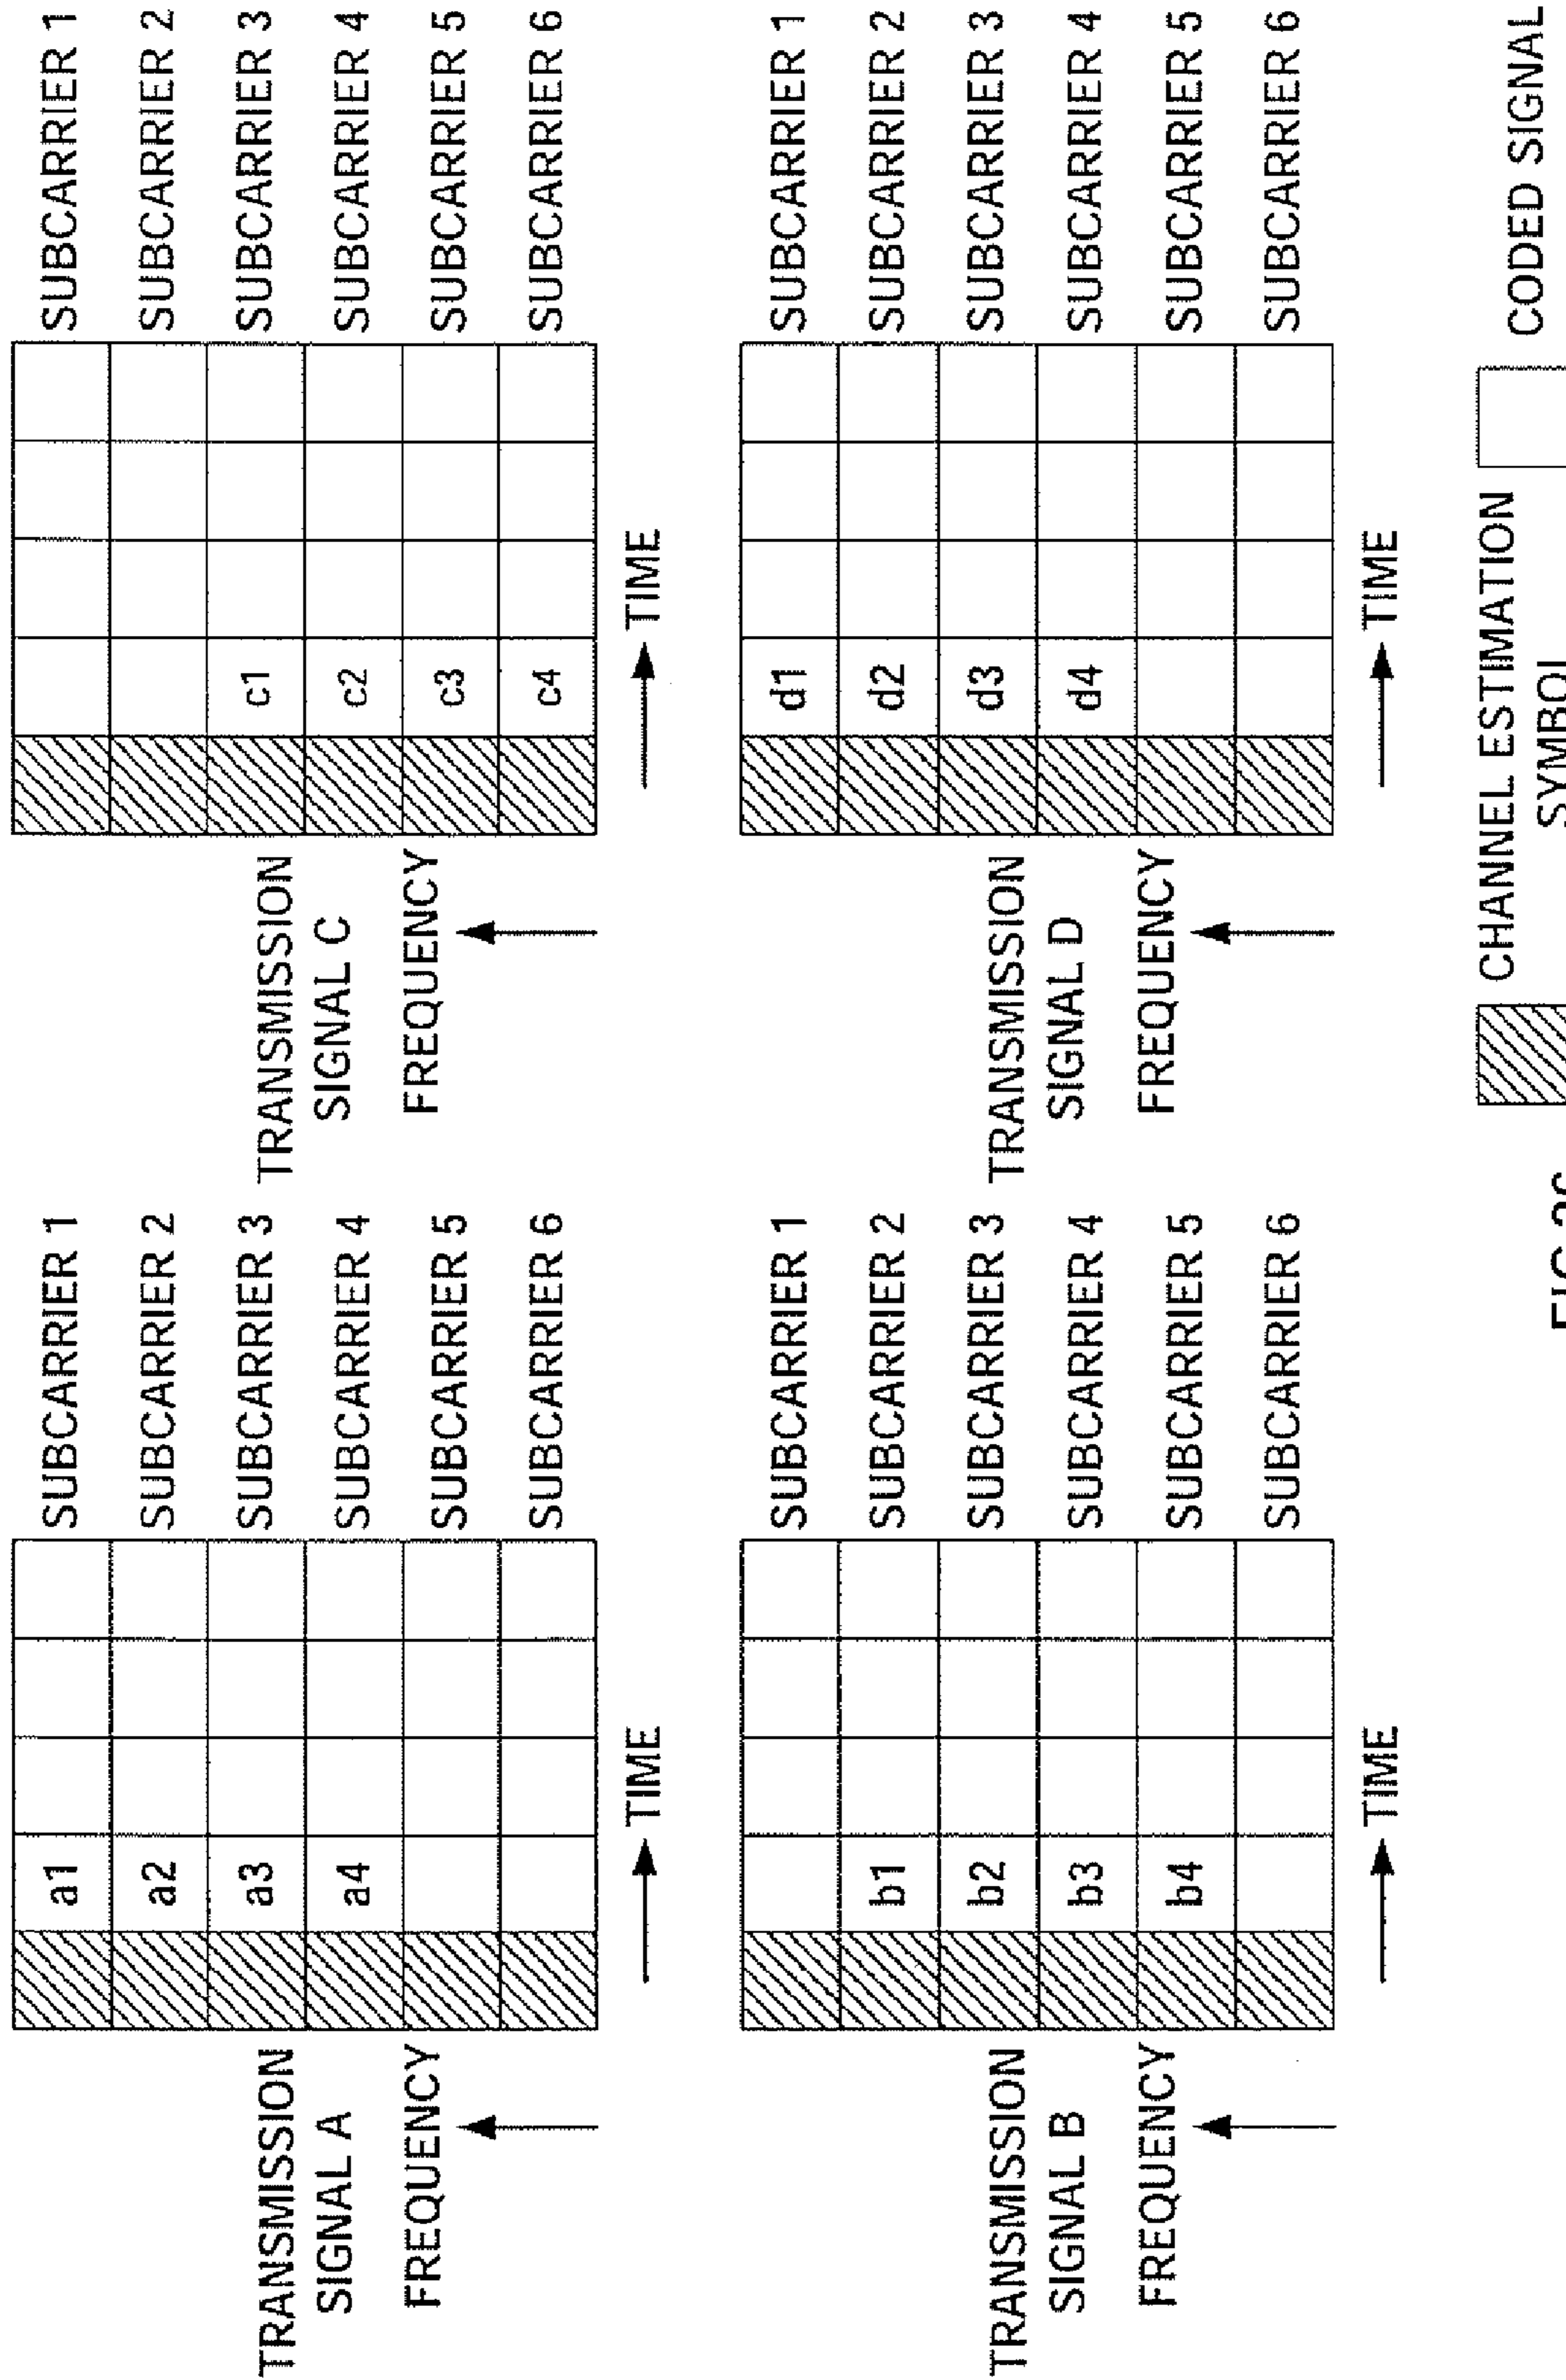 TRANSMISSION
SIGNAL A
FREQUENCY
a1
a2
a3
a4
SUBCARRIER 1
SUBCARRIER 2
SUBCARRIER 3
SUBCARRIER 4
SUBCARRIER 5
SUBCARRIER 6
TIME
TRANSMISSION
SIGNAL C
FREQUENCY
c1
c2
c3
c4
SUBCARRIER 1
SUBCARRIER 2
SUBCARRIER 3
SUBCARRIER 4
SUBCARRIER 5
SUBCARRIER 6
TIME
TRANSMISSION
SIGNAL B
FREQUENCY
b1
b2
b3
b4
SUBCARRIER 1
SUBCARRIER 2
SUBCARRIER 3
SUBCARRIER 4
SUBCARRIER 5
SUBCARRIER 6
TIME
TRANSMISSION
SIGNAL D
FREQUENCY
d1
d2
d3
d4
SUBCARRIER 1
SUBCARRIER 2
SUBCARRIER 3
SUBCARRIER 4
SUBCARRIER 5
SUBCARRIER 6
TIME
CHANNEL ESTIMATION
SYMBOL
CODED SIGNAL